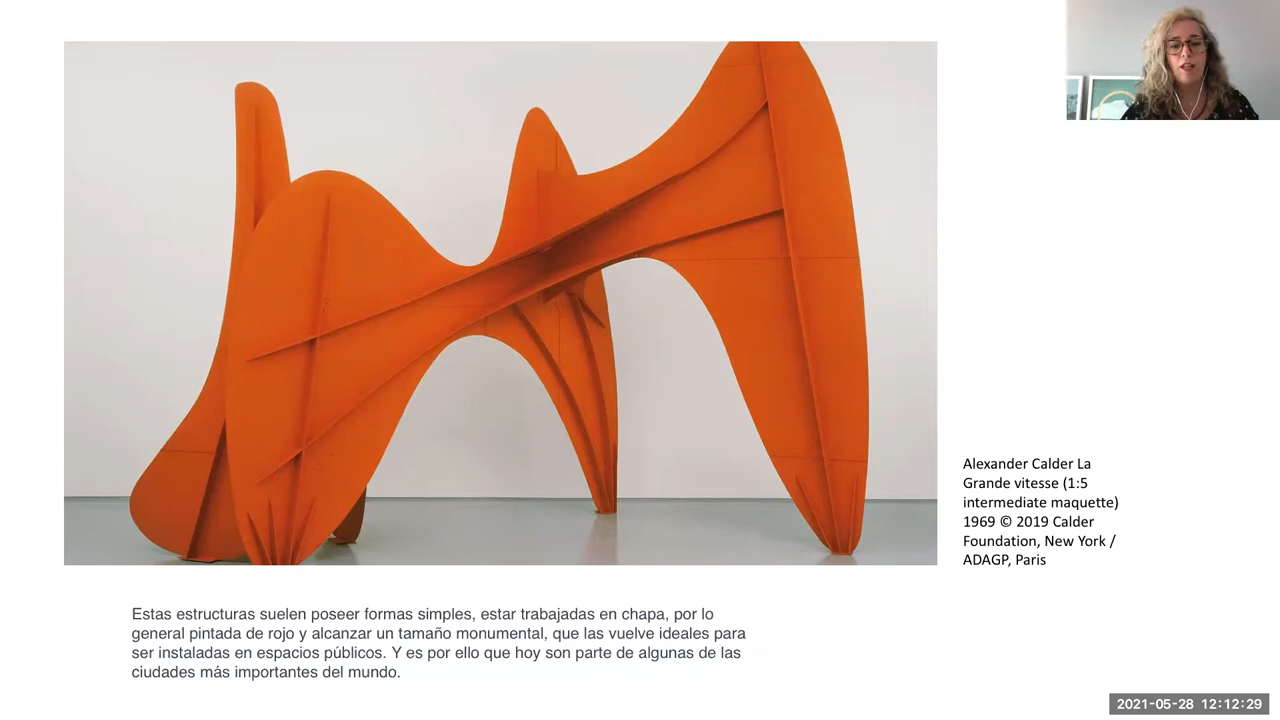 Alexander Calder La
Grande vitesse (1:5
intermediate maquette)
1969 © 2019 Calder
Foundation, New York /
ADAGP, Paris
Estas estructuras suelen poseer formas simples, estar trabajadas en chapa, por lo
general pintada de rojo y alcanzar un tamaño monumental, que las vuelve ideales para
ser instaladas en espacios públicos. Y es por ello que hoy son parte de algunas de las
ciudades más importantes del mundo.
2021-05-28 12:12:29